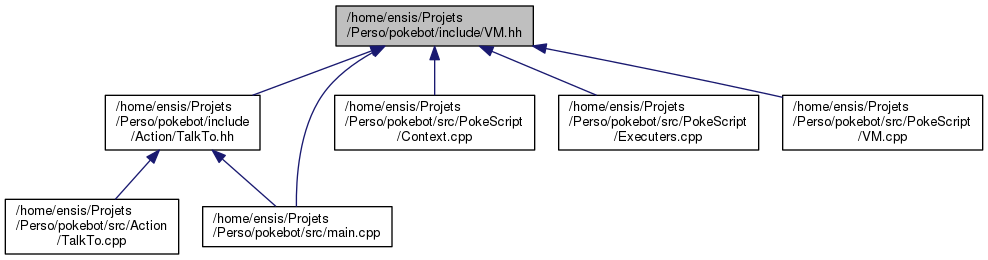 /home/ensis/Projets
/Perso/pokebot/include/VM.hh
/home/ensis/Projets
/Perso/pokebot/include
/Action/TalkTo.hh
/home/ensis/Projets
/Perso/pokebot/src/PokeScript
/Context.cpp
/home/ensis/Projets
/Perso/pokebot/src/PokeScript
/Executers.cpp
/home/ensis/Projets
/Perso/pokebot/src/PokeScript
/VM.cpp
/home/ensis/Projets
/Perso/pokebot/src/Action
/TalkTo.cpp
/home/ensis/Projets
/Perso/pokebot/src/main.cpp